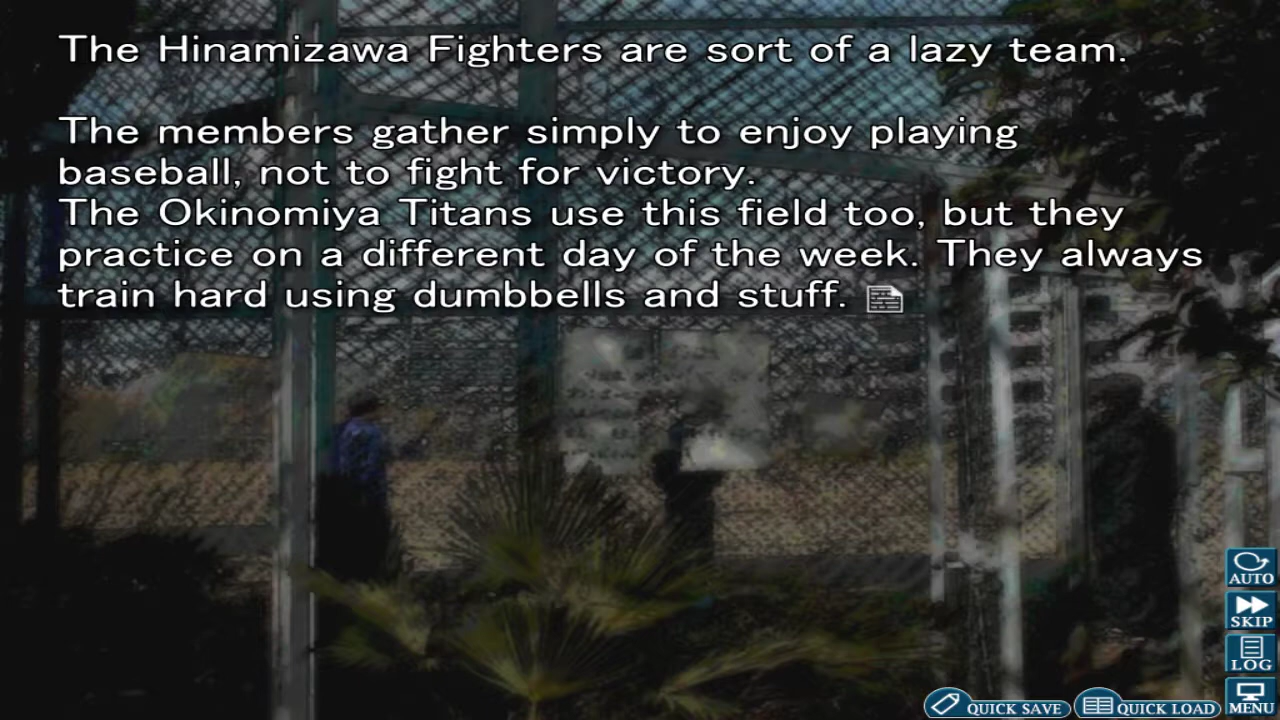 The Hinamizawa Fighters are sort of a lazy team.
The members gather simply to enjoy playing
baseball, not to fight for victory.
The Okinomiya Titans use this field too, but they
practice on a different day of the week. They always
train hard using dumbbells and stuff.
AUTO
SKIP
LOG
MENU
QUICK SAVE
QUICK LOAD